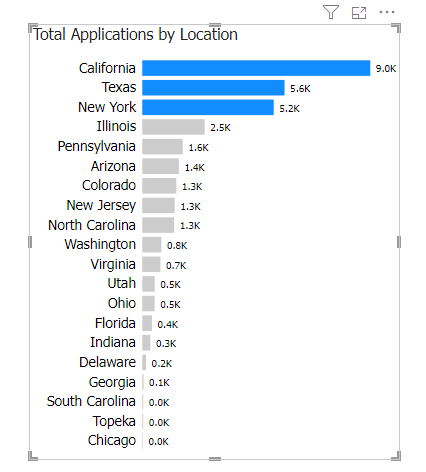 Total Applications by Location
California 9.0K
Texas 5.6K
New York 5.2K
Illinois 2.5K
Pennsylvania 1.6K
Arizona 1.4K
Colorado 1.3K
New Jersey 1.3K
North Carolina 1.3K
Washington 0.8K
Virginia 0.7K
Utah 0.5K
Ohio 0.5K
Florida 0.4K
Indiana 0.3K
Delaware 0.2K
Georgia 0.1K
South Carolina 0.0K
Topeka 0.0K
Chicago 0.0K